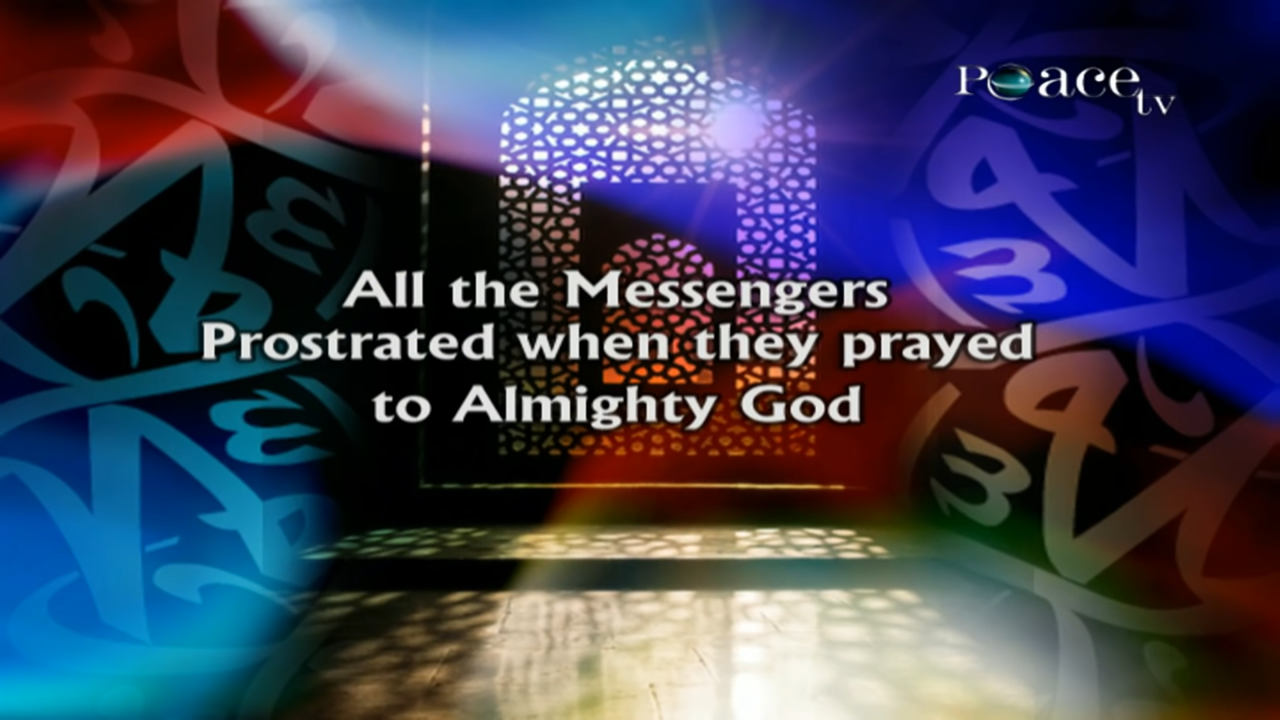 Peace
tv
All the Messengers
Prostrated when they prayed
to Almighty God